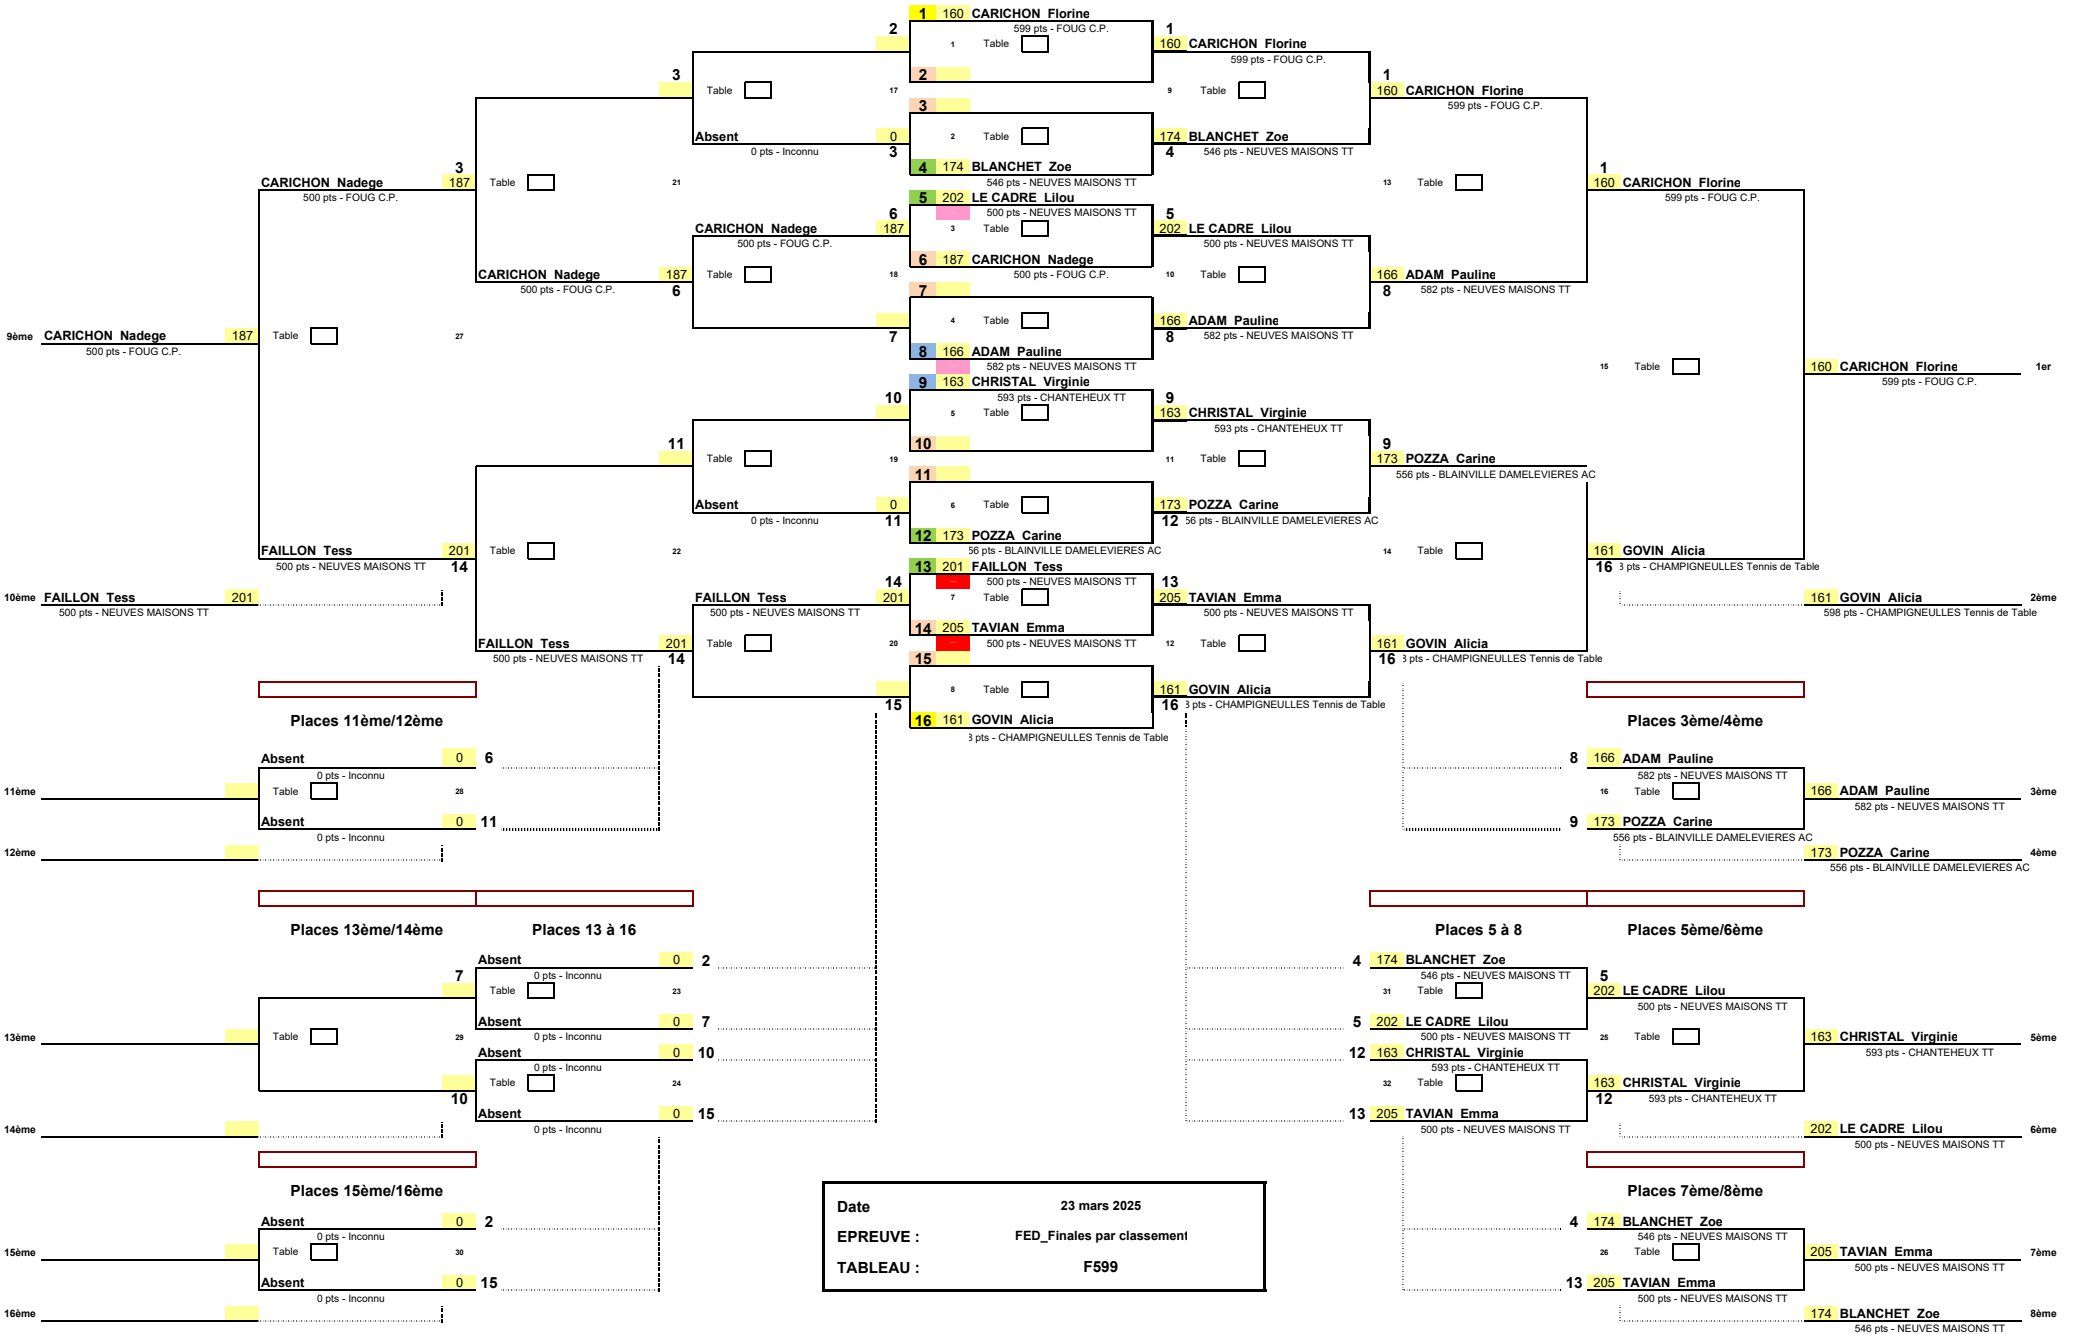 1 160 CARICHON Florine
599 pts - FOUG C.P.
1 Table
2
3
2 Table
4 174 BLANCHET Zoe
546 pts - NEUVES MAISONS TT
5 202 LE CADRE Lilou
500 pts - NEUVES MAISONS TT
3 Table
6 187 CARICHON Nadege
500 pts - FOUG C.P.
7
4 Table
8 166 ADAM Pauline
582 pts - NEUVES MAISONS TT
9 163 CHRISTAL Virginie
593 pts - CHANTEHEUX TT
5 Table
10
11
6 Table
12 173 POZZA Carine
56 pts - BLAINVILLE DAMELEVIERES AC
13 201 FAILLON Tess
500 pts - NEUVES MAISONS TT
7 Table
14 205 TAVIAN Emma
500 pts - NEUVES MAISONS TT
15
8 Table
16 161 GOVIN Alicia
pts - CHAMPIGNEULLES Tennis de Table
1
160 CARICHON Florine
599 pts - FOUG C.P.
9 Table
174 BLANCHET Zoe
4 546 pts - NEUVES MAISONS TT
5
202 LE CADRE Lilou
500 pts - NEUVES MAISONS TT
10 Table
166 ADAM Pauline
8 582 pts - NEUVES MAISONS TT
9
163 CHRISTAL Virginie
593 pts - CHANTEHEUX TT
11 Table
173 POZZA Carine
12 56 pts - BLAINVILLE DAMELEVIERES AC
13
205 TAVIAN Emma
500 pts - NEUVES MAISONS TT
12 Table
161 GOVIN Alicia
16 pts - CHAMPIGNEULLES Tennis de Table
1
160 CARICHON Florine
599 pts - FOUG C.P.
13 Table
166 ADAM Pauline
8 582 pts - NEUVES MAISONS TT
9
173 POZZA Carine
556 pts - BLAINVILLE DAMELEVIERES AC
14 Table
161 GOVIN Alicia
16 pts - CHAMPIGNEULLES Tennis de Table
1
160 CARICHON Florine
599 pts - FOUG C.P.
15 Table
161 GOVIN Alicia
16 pts - CHAMPIGNEULLES Tennis de Table
160 CARICHON Florine 1er
599 pts - FOUG C.P.
161 GOVIN Alicia 2ème
598 pts - CHAMPIGNEULLES Tennis de Table
Places 3ème/4ème
8 166 ADAM Pauline
582 pts - NEUVES MAISONS TT
16 Table
9 173 POZZA Carine
556 pts - BLAINVILLE DAMELEVIERES AC
166 ADAM Pauline 3ème
582 pts - NEUVES MAISONS TT
173 POZZA Carine 4ème
556 pts - BLAINVILLE DAMELEVIERES AC
Places 5 à 8
4 174 BLANCHET Zoe
546 pts - NEUVES MAISONS TT
31 Table
5 202 LE CADRE Lilou
500 pts - NEUVES MAISONS TT
12 163 CHRISTAL Virginie
593 pts - CHANTEHEUX TT
32 Table
13 205 TAVIAN Emma
500 pts - NEUVES MAISONS TT
Places 5ème/6ème
5
202 LE CADRE Lilou
500 pts - NEUVES MAISONS TT
25 Table
163 CHRISTAL Virginie
12 593 pts - CHANTEHEUX TT
163 CHRISTAL Virginie 5ème
593 pts - CHANTEHEUX TT
202 LE CADRE Lilou 6ème
500 pts - NEUVES MAISONS TT
Places 7ème/8ème
4 174 BLANCHET Zoe
546 pts - NEUVES MAISONS TT
26 Table
13 205 TAVIAN Emma
500 pts - NEUVES MAISONS TT
205 TAVIAN Emma 7ème
500 pts - NEUVES MAISONS TT
174 BLANCHET Zoe 8ème
546 pts - NEUVES MAISONS TT
2
Table 17
Absent 0
0 pts - Inconnu 3
6
CARICHON Nadege 187
500 pts - FOUG C.P.
Table 18
7
10
Table 19
Absent 0
0 pts - Inconnu 11
14
FAILLON Tess 201
500 pts - NEUVES MAISONS TT
Table 20
15
3
Table 21
CARICHON Nadege 187
500 pts - FOUG C.P. 6
11
Table 22
FAILLON Tess 201
500 pts - NEUVES MAISONS TT 14
3
CARICHON Nadege 187
500 pts - FOUG C.P.
Table 27
FAILLON Tess 201
500 pts - NEUVES MAISONS TT 14
9ème CARICHON Nadege 187
500 pts - FOUG C.P.
10ème FAILLON Tess 201
500 pts - NEUVES MAISONS TT
Places 11ème/12ème
Absent 0 6
0 pts - Inconnu
11ème Table 28
Absent 0 11
0 pts - Inconnu
12ème
Places 13ème/14ème
Places 13 à 16
Absent 0 2
0 pts - Inconnu
7 Table 23
Absent 0 7
0 pts - Inconnu
13ème Table 29
Absent 0 10
0 pts - Inconnu
Table 24
10
Absent 0 15
0 pts - Inconnu
14ème
Places 15ème/16ème
Absent 0 2
0 pts - Inconnu
15ème Table 30
Absent 0 15
0 pts - Inconnu
16ème
Date 23 mars 2025
EPREUVE : FED_Finales par classement
TABLEAU : F599